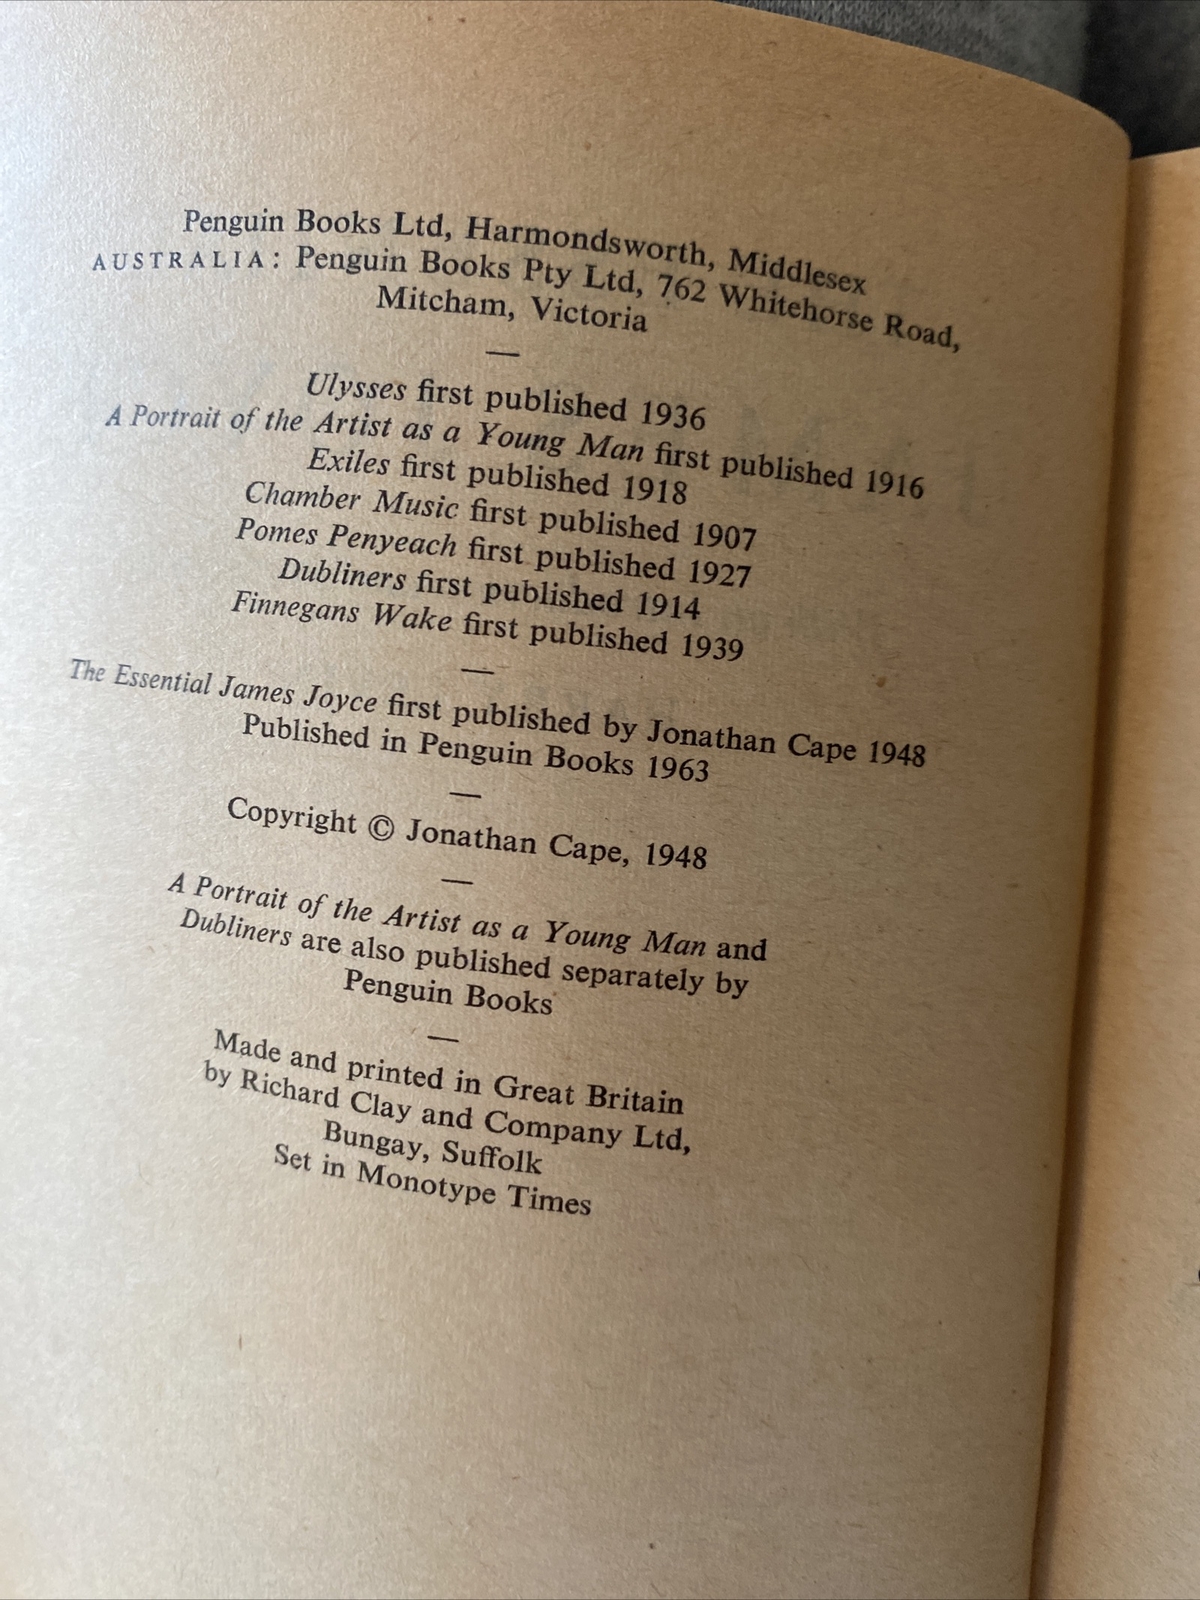 Penguin Books Ltd, Harmondsworth, Middlesex
AUSTRALIA: Penguin Books Pty Ltd, 762 Whitehorse Road,
Mitcham, Victoria
—
Ulysses first published 1936
A Portrait of the Artist as a Young Man first published 1916
Exiles first published 1918
Chamber Music first published 1907
Pomes Penyeach first published 1927
Dubliners first published 1914
Finnegans Wake first published 1939
—
The Essential James Joyce first published by Jonathan Cape 1948
Published in Penguin Books 1963
—
Copyright © Jonathan Cape, 1948
—
A Portrait of the Artist as a Young Man and
Dubliners are also published separately by
Penguin Books
—
Made and printed in Great Britain
by Richard Clay and Company Ltd,
Bungay, Suffolk
Set in Monotype Times